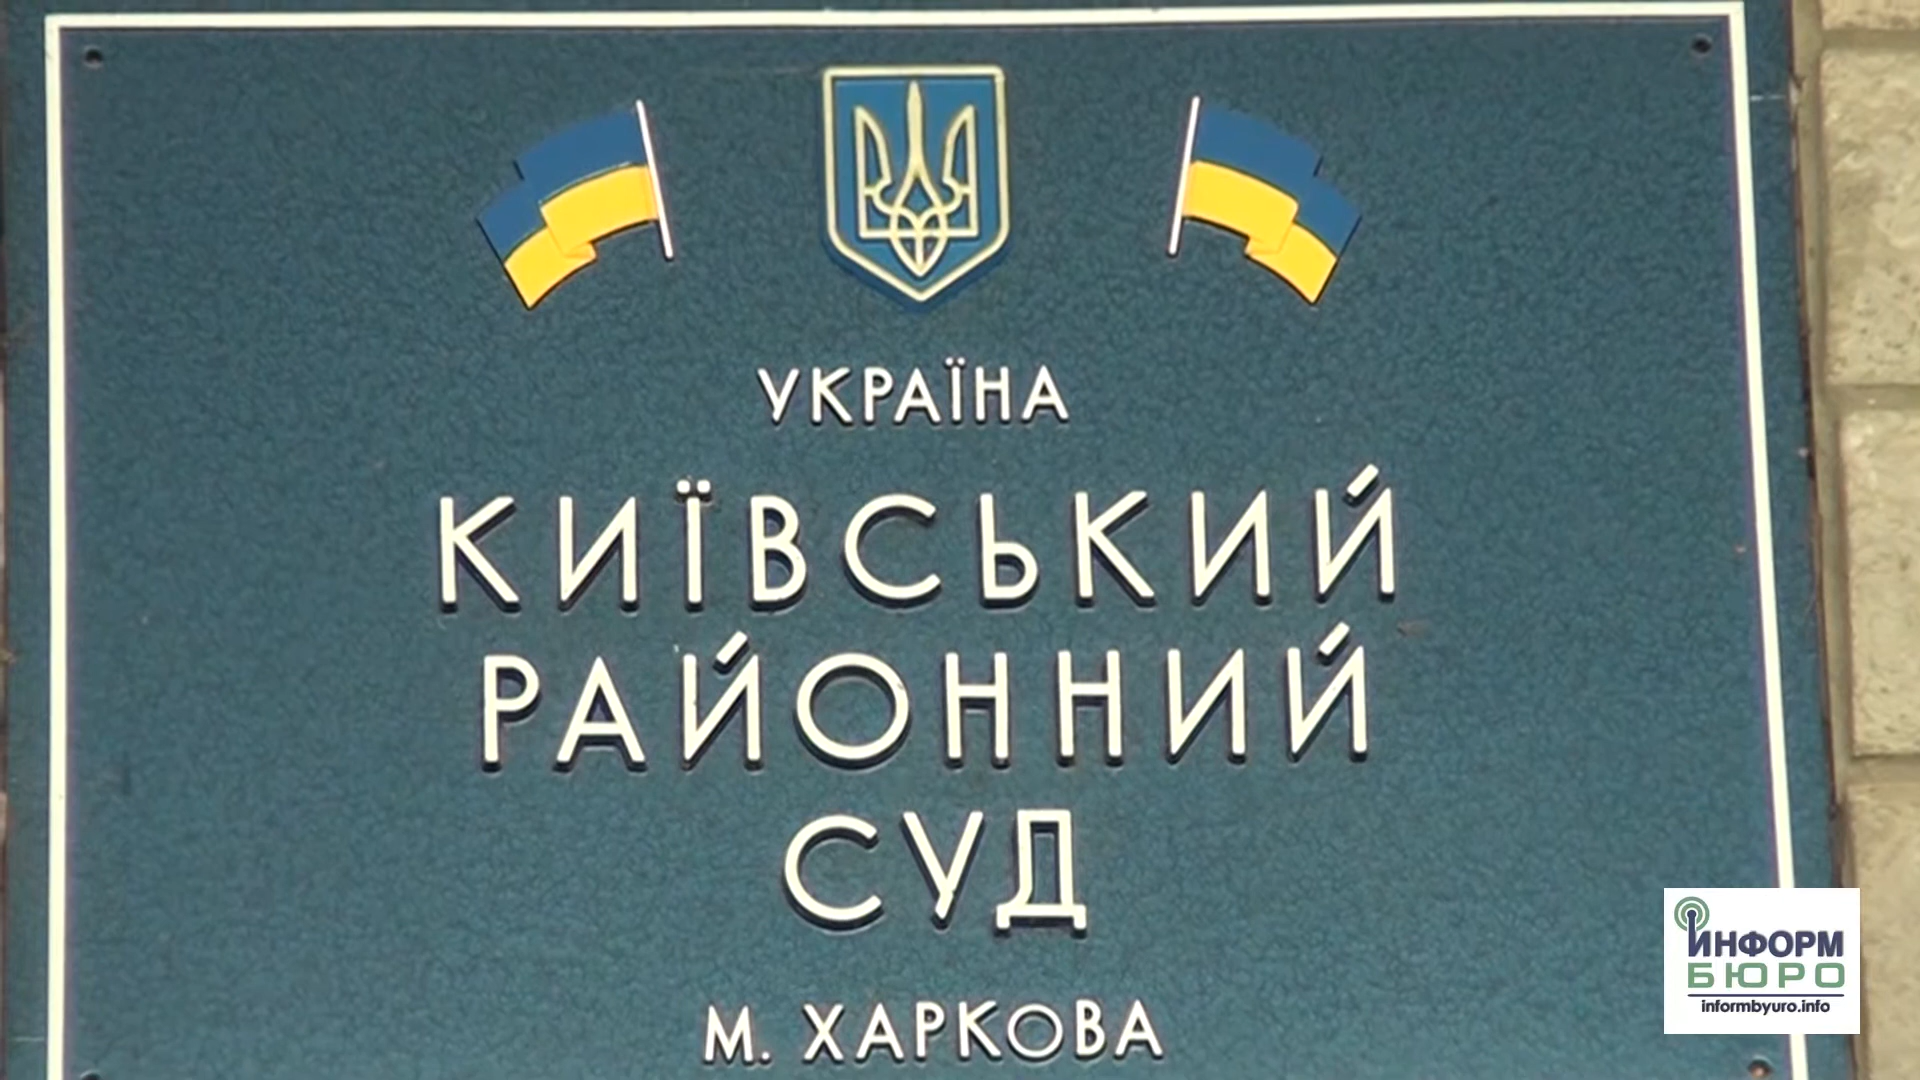 УКРАЇНА
КИЇВСЬКИЙ
РАЙОННИЙ
СУД
М. ХАРКОВА
ИНФОРМ
БЮРО
informbyuro.info